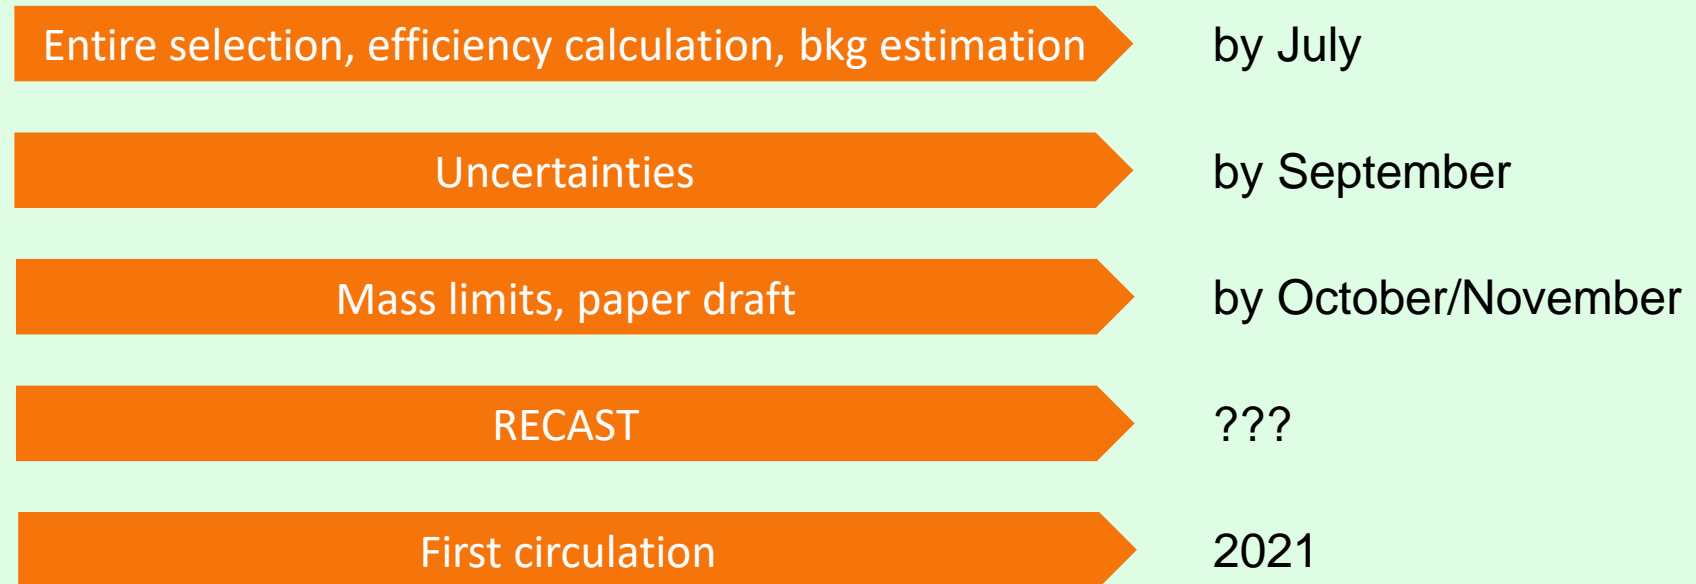 Entire selection, efficiency calculation, bkg estimation by July
Uncertainties by September
Mass limits, paper draft by October/November
RECAST ???
First circulation 2021